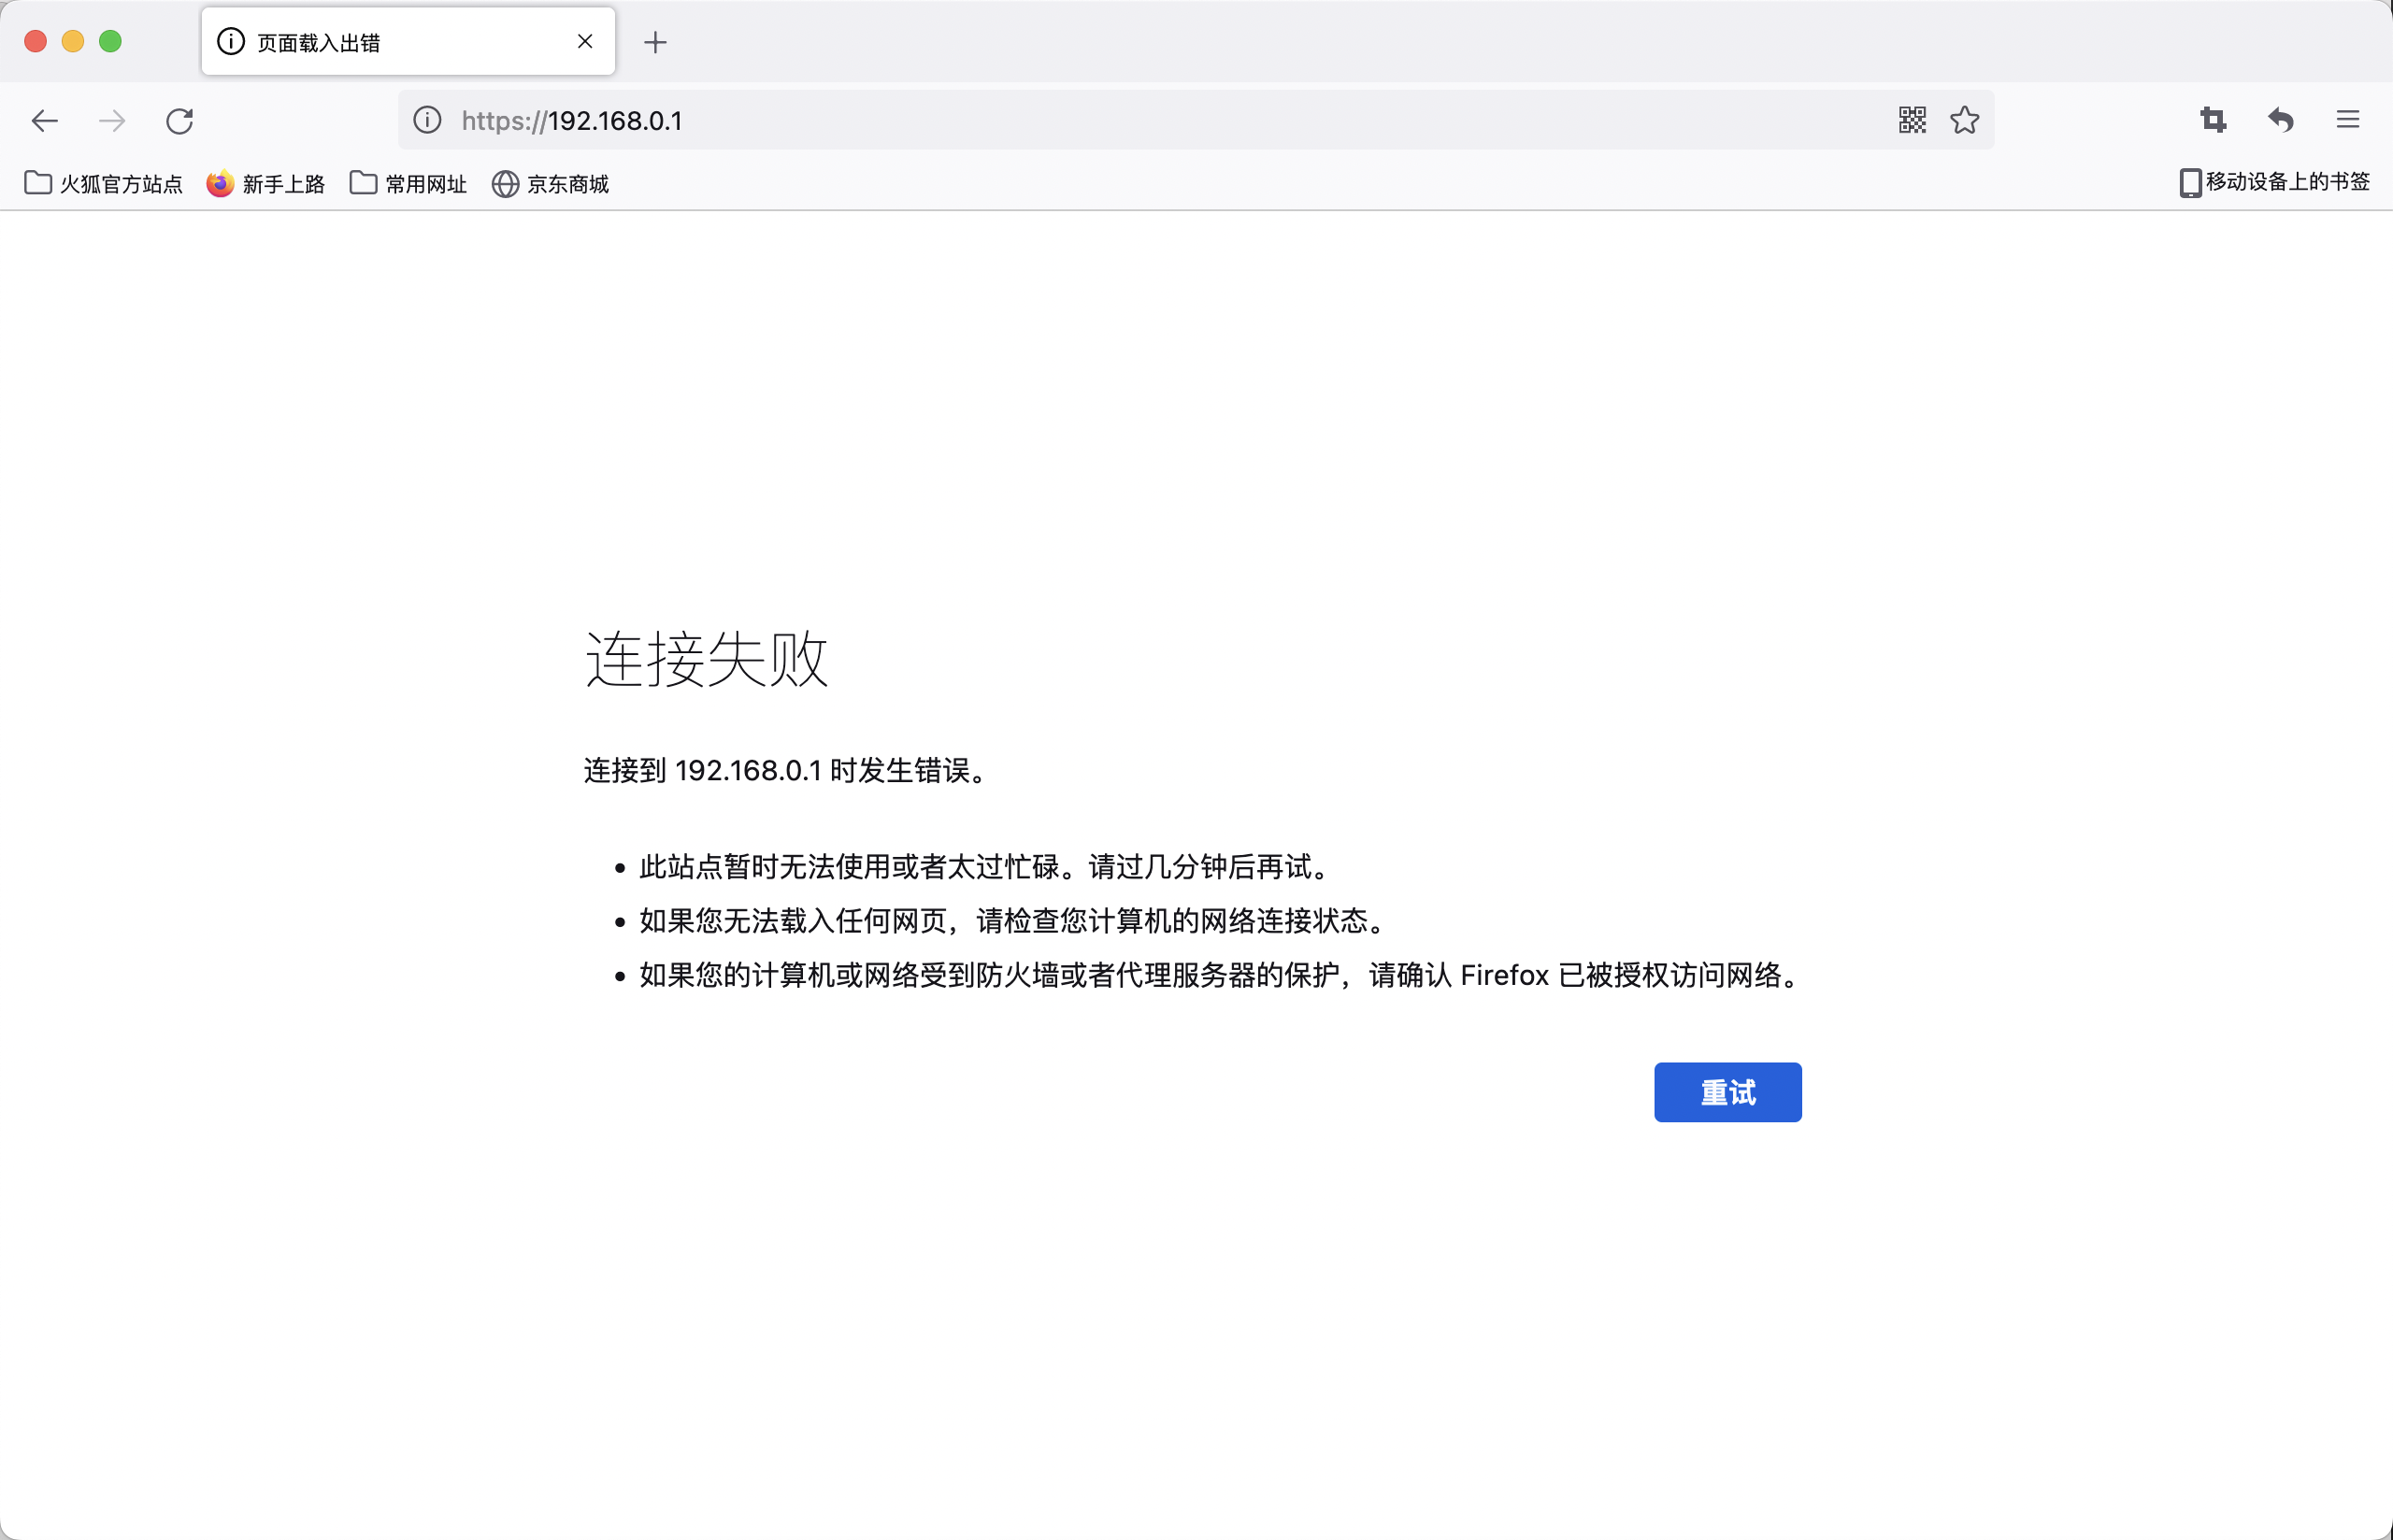 页面载入出错
https://192.168.0.1
火狐官方站点 新手上路 常用网址 京东商城 移动设备上的书签
连接失败
连接到 192.168.0.1 时发生错误。
此站点暂时无法使用或者太过忙碌。请过几分钟后再试。
如果您无法载入任何网页，请检查您计算机的网络连接状态。
如果您的计算机或网络受到防火墙或者代理服务器的保护，请确认 Firefox 已被授权访问网络。
重试